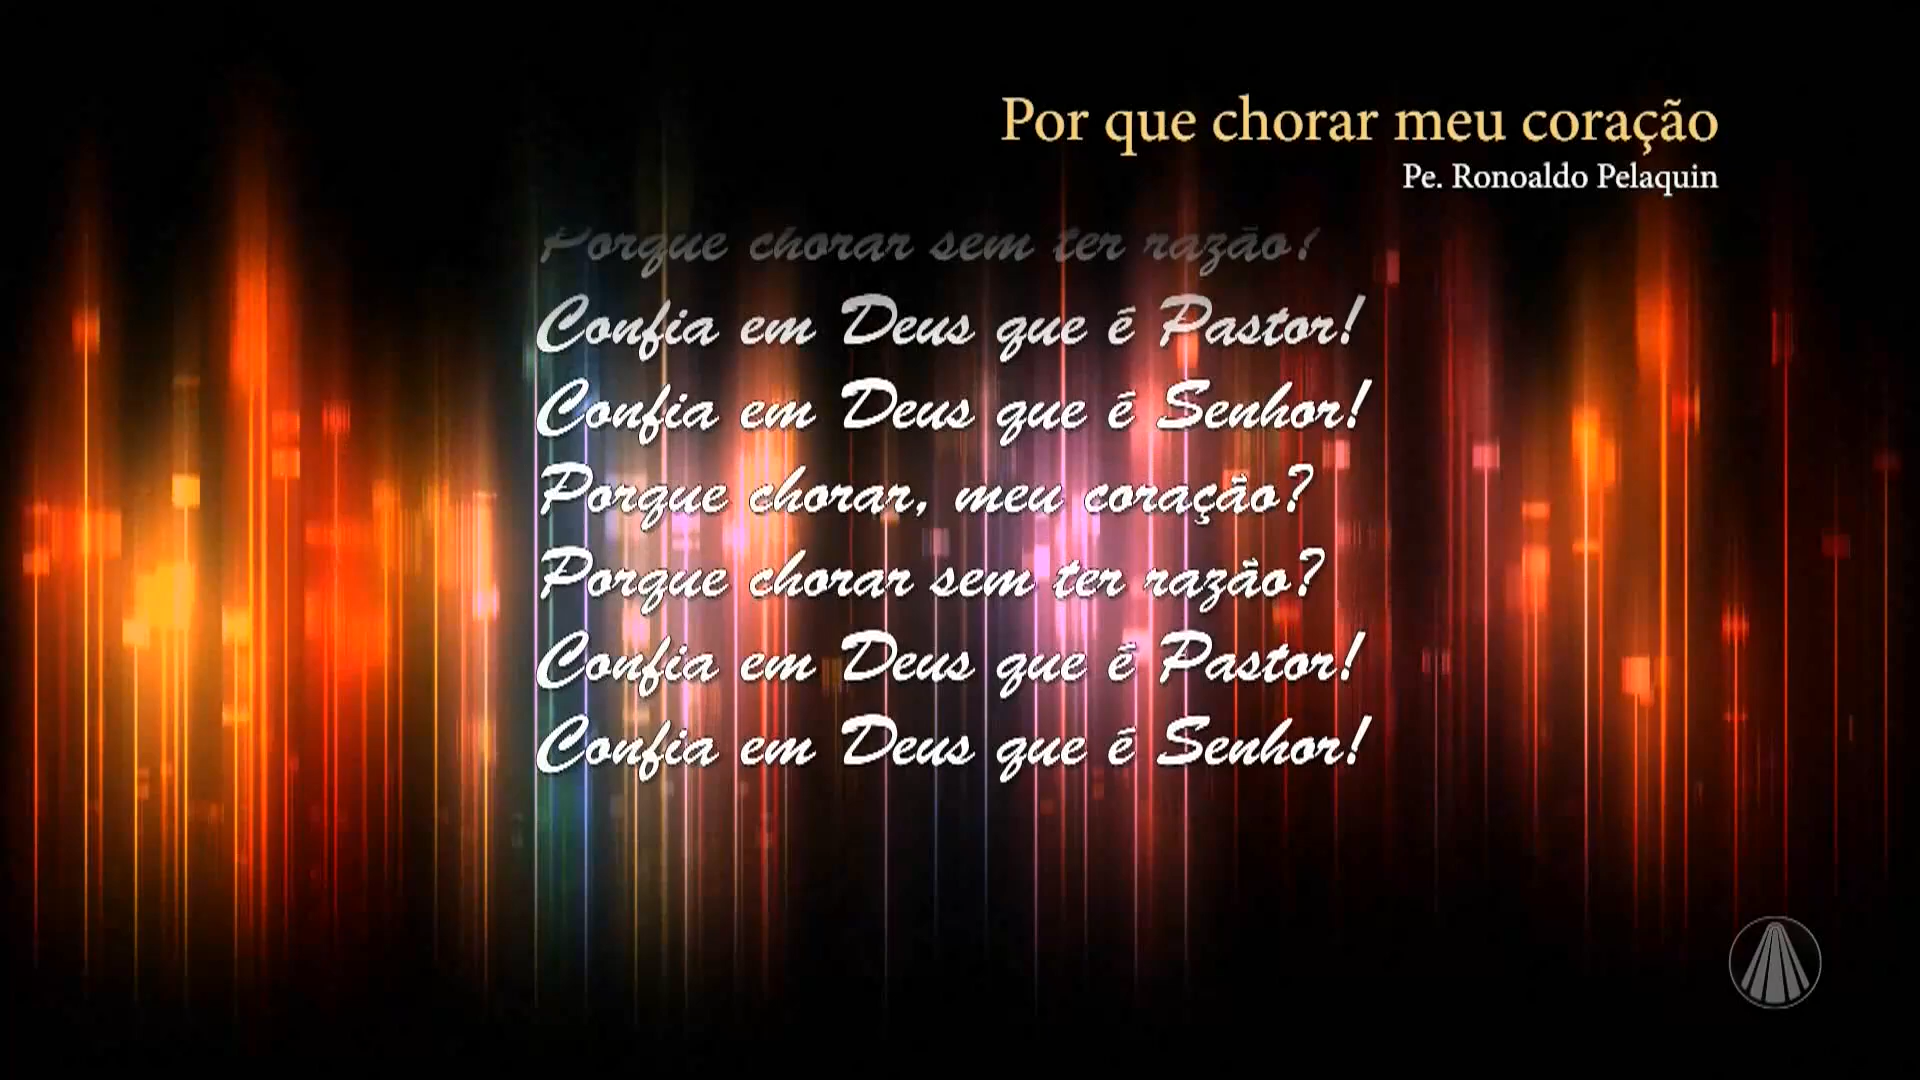 Por que chorar meu coração
Pe. Ronoaldo Pelaquin
Porque chorar sem ter razão?
Confia em Deus que é Pastor!
Confia em Deus que é Senhor!
Porque chorar, meu coração?
Porque chorar sem ter razão?
Confia em Deus que é Pastor!
Confia em Deus que é Senhor!